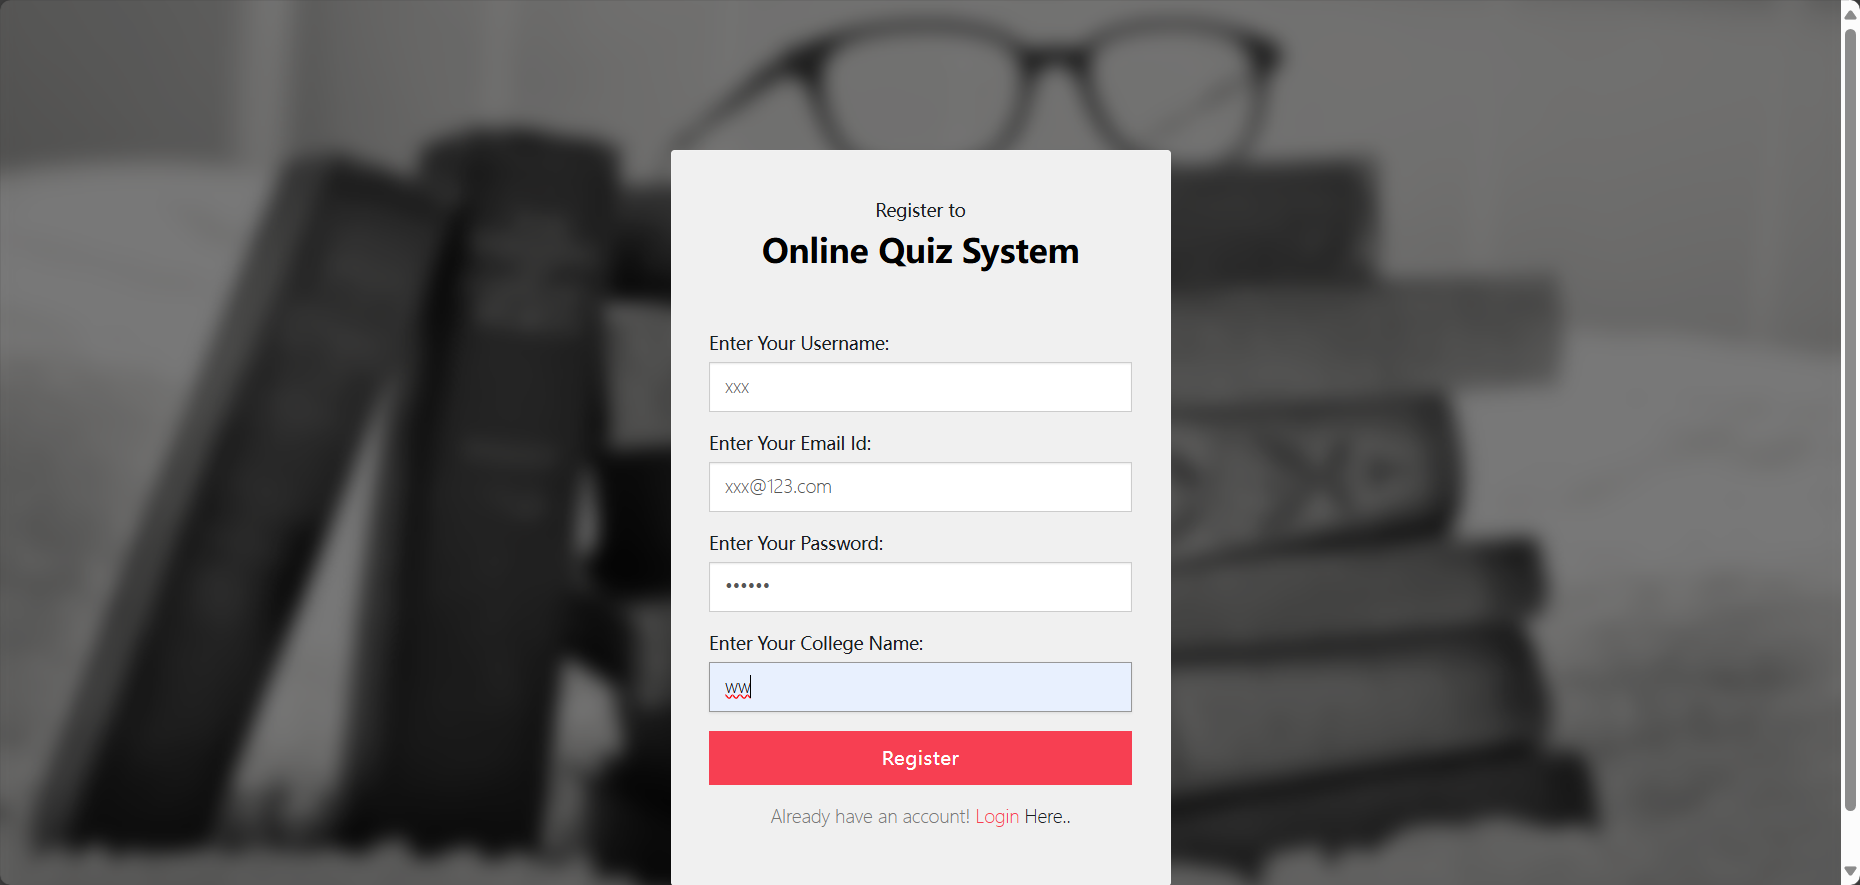 Register to
Online Quiz System
Enter Your Username:
xxx
Enter Your Email Id:
xxx@123.com
Enter Your Password:
••••••
Enter Your College Name:
ww
Register
Already have an account! Login Here..